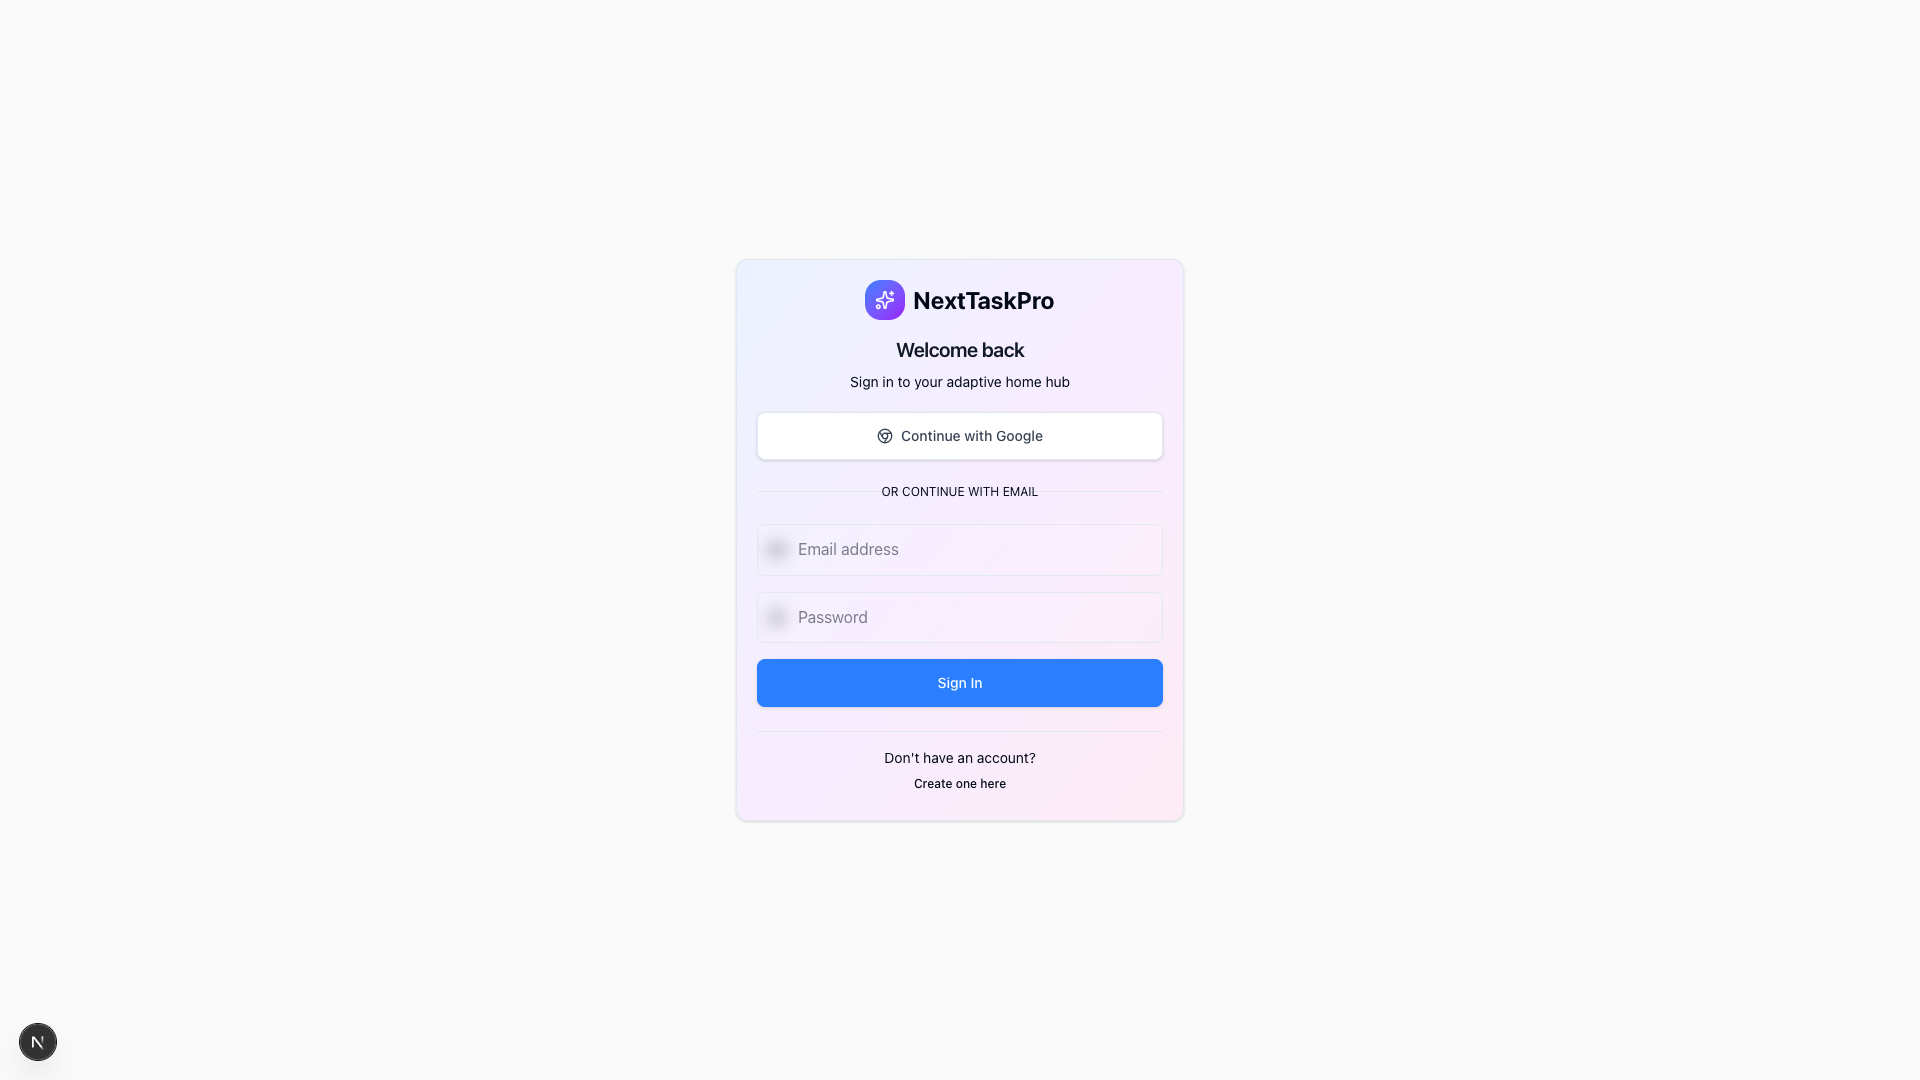 NextTaskPro
Welcome back
Sign in to your adaptive home hub
Continue with Google
OR CONTINUE WITH EMAIL
Email address
Password
Sign In
Don't have an account?
Create one here
N